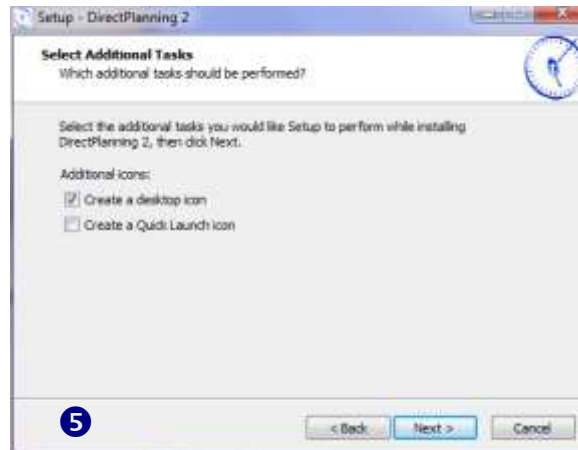 Setup - DirectPlanning 2
Select Additional Tasks
Which additional tasks should be performed?
Select the additional tasks you would like Setup to perform while installing
DirectPlanning 2, then click Next.
Additional icons:
Create a desktop icon
Create a Quick Launch icon
5
< Back Next > Cancel